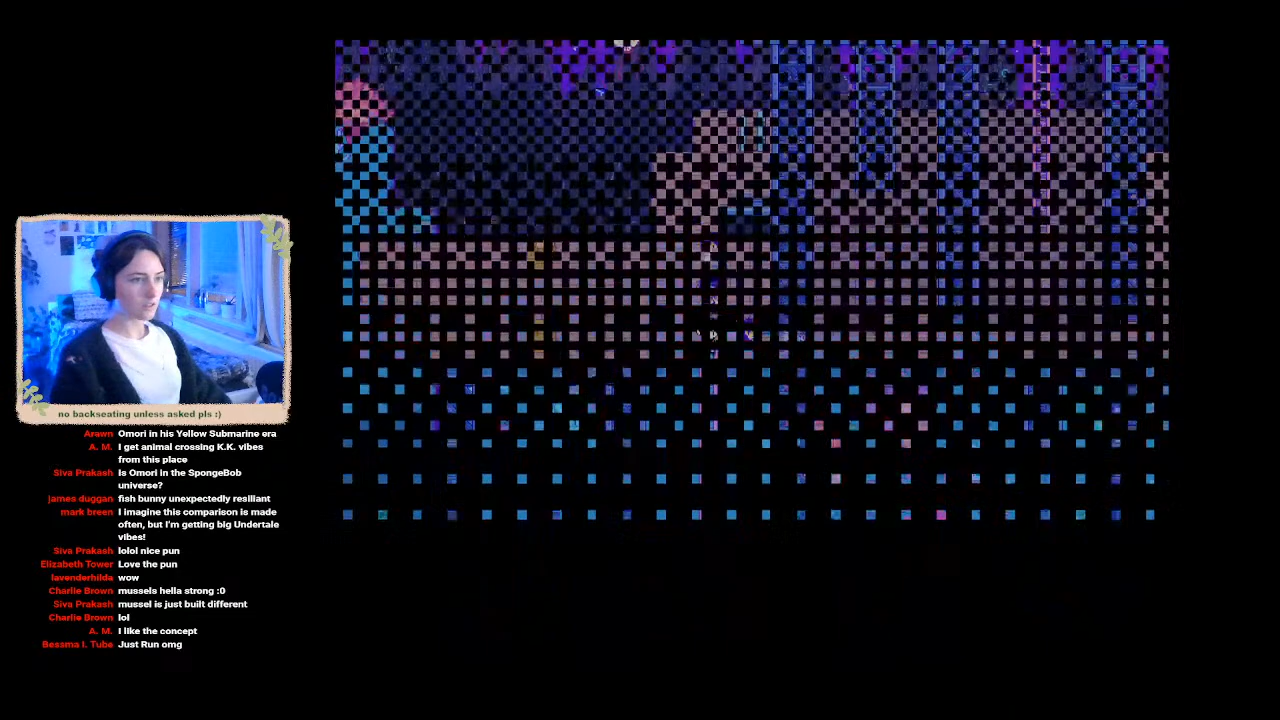 no backseating unless asked pls :)
Arawn Omori in his Yellow Submarine era
A. M. I get animal crossing K.K. vibes
from this place
Siva Prakash Is Omori in the SpongeBob
universe?
james duggan fish bunny unexpectedly resiliant
mark breen I imagine this comparison is made
often, but I'm getting big Undertale
vibes!
Siva Prakash lolol nice pun
Elizabeth Tower Love the pun
lavenderhilda wow
Charlie Brown mussels hella strong :0
Siva Prakash mussel is just built different
Charlie Brown lol
A. M. I like the concept
Bessma I. Tube Just Run omg